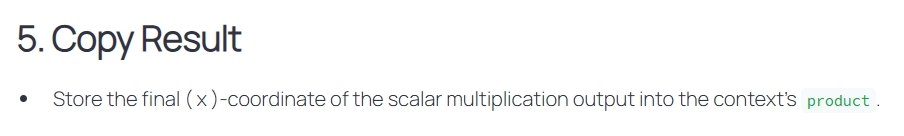 5. Copy Result
• Store the final ( x )-coordinate of the scalar multiplication output into the context’s product .